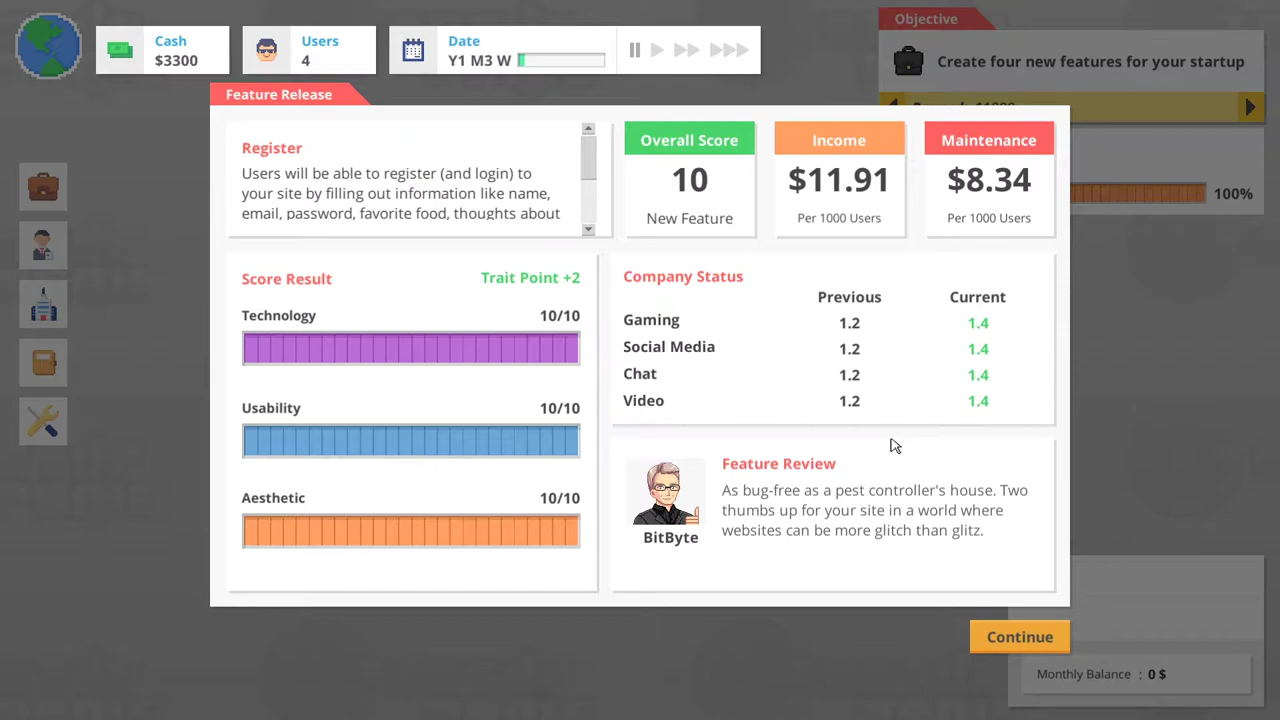 Cash
$3300
Users
4
Date
Y1 M3 W
Objective
Create four new features for your startup
100%
Feature Release
Register
Users will be able to register (and login) to
your site by filling out information like name,
email, password, favorite food, thoughts about
Overall Score
10
New Feature
Income
$11.91
Per 1000 Users
Maintenance
$8.34
Per 1000 Users
Score Result
Trait Point +2
Technology
10/10
Usability
10/10
Aesthetic
10/10
Company Status
Previous
Current
Gaming
1.2
1.4
Social Media
1.2
1.4
Chat
1.2
1.4
Video
1.2
1.4
BitByte
Feature Review
As bug-free as a pest controller's house. Two
thumbs up for your site in a world where
websites can be more glitch than glitz.
Continue
Monthly Balance : 0 $